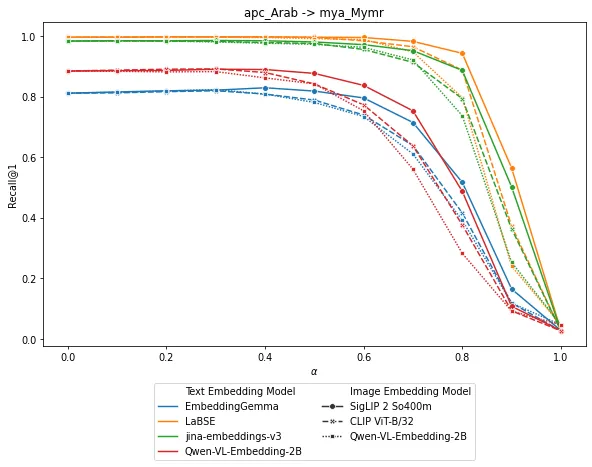 apc_Arab -> mya_Mymr
Recall@1
1.0
0.8
0.6
0.4
0.2
0.0
0.0 0.2 0.4 0.6 0.8 1.0
α
Text Embedding Model
EmbeddingGemma
LaBSE
jina-embeddings-v3
Qwen-VL-Embedding-2B
Image Embedding Model
SigLIP 2 So400m
CLIP ViT-B/32
Qwen-VL-Embedding-2B